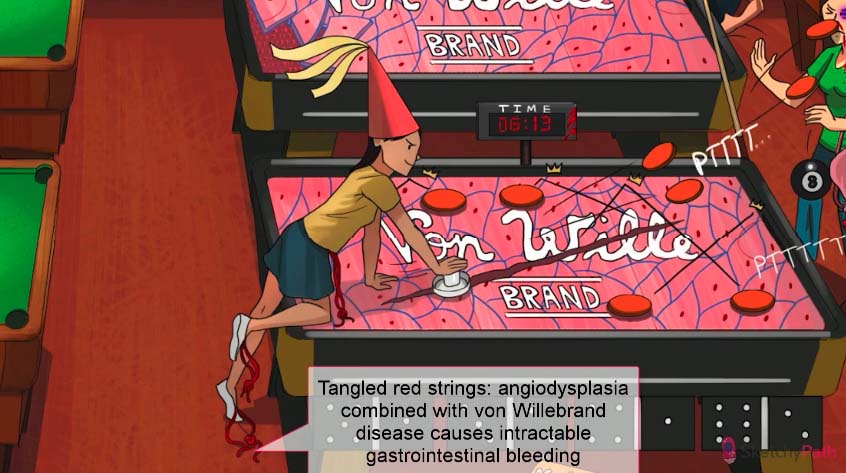 Von Wille
BRAND
TIME
06:13
PTTTT...
8
Von Wille
PTTTTT
BRAND
Tangled red strings: angiodysplasia
combined with von Willebrand
disease causes intractable
gastrointestinal bleeding
SketchyPath